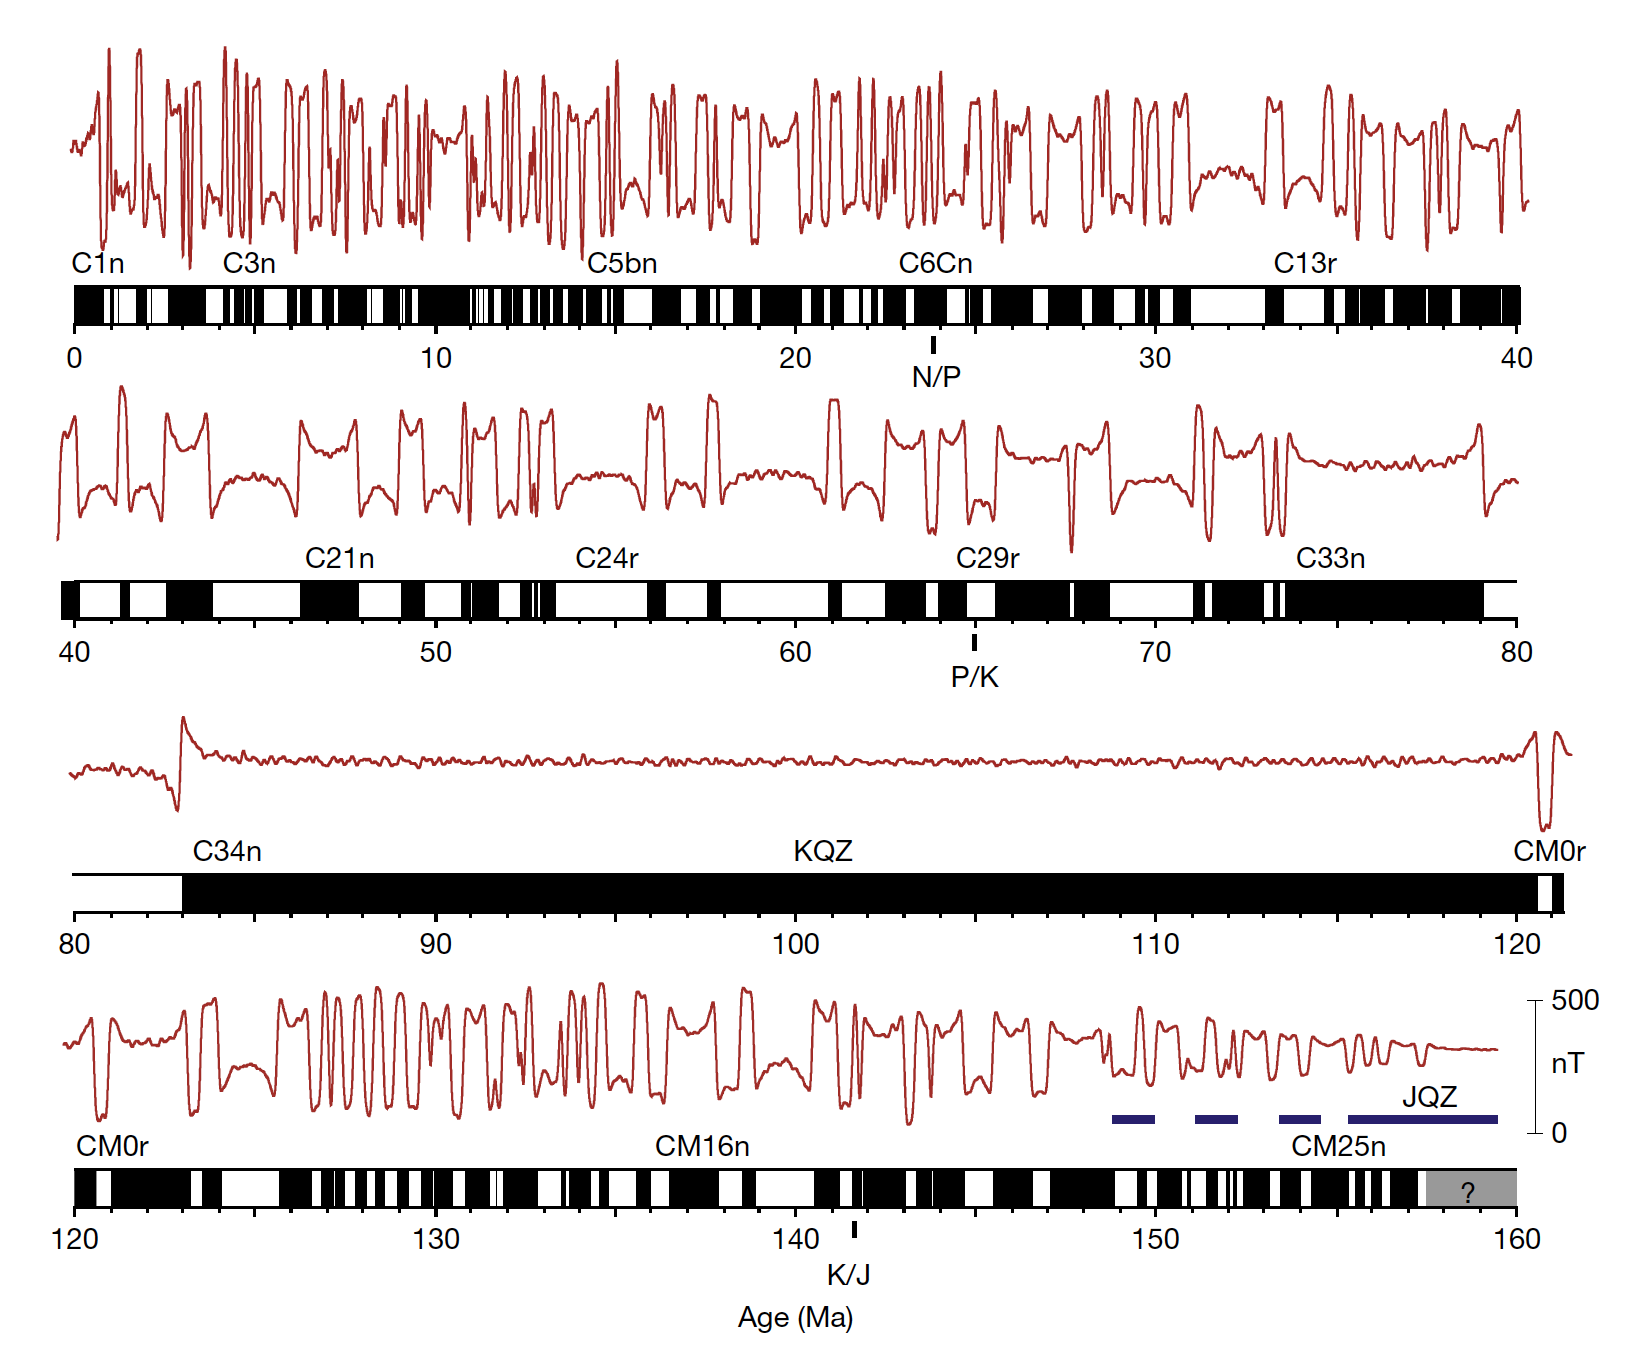 C1n C3n C5bn C6Cn C13r
0 10 20 30 40
N/P
C21n C24r C29r C33n
40 50 60 70 80
P/K
C34n KQZ CM0r
80 90 100 110 120
500
nT
JQZ
0
CM0r CM16n CM25n
?
120 130 140 150 160
K/J
Age (Ma)